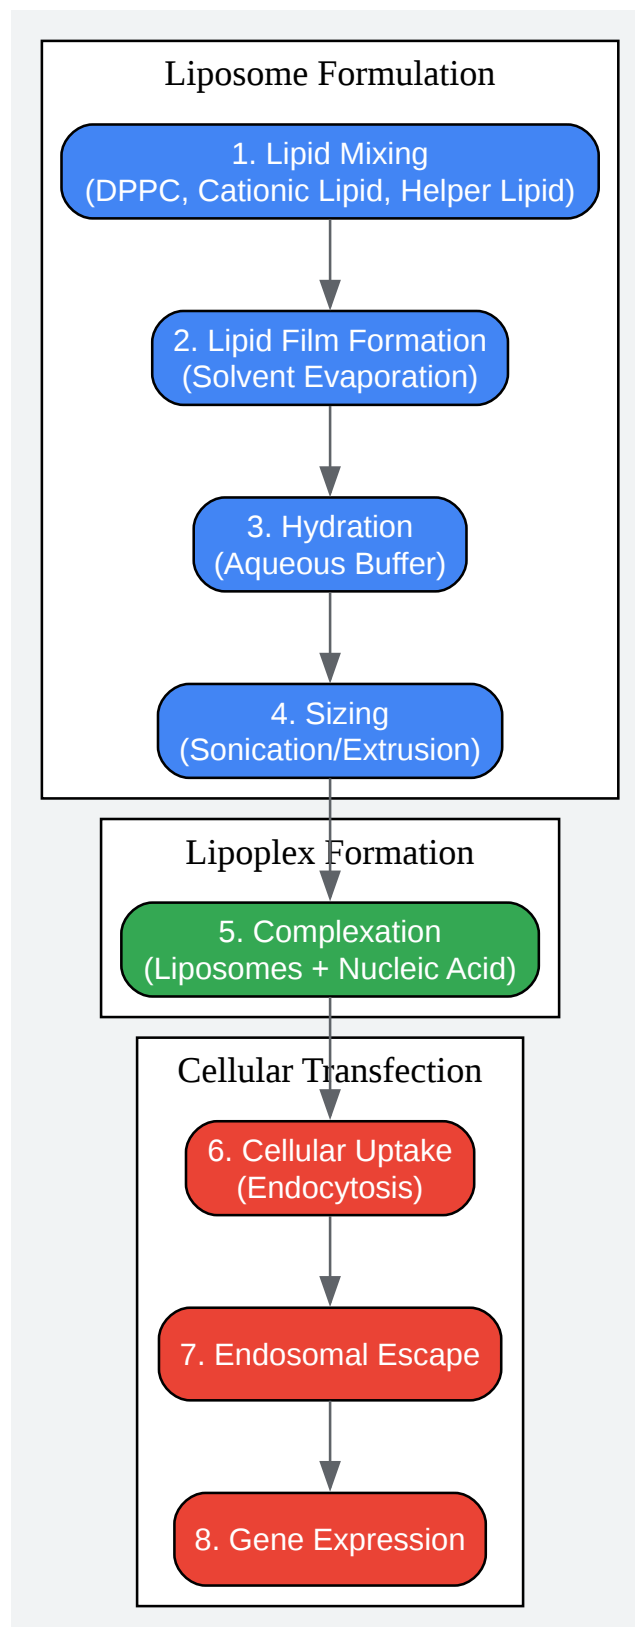 Liposome Formulation
1. Lipid Mixing
(DPPC, Cationic Lipid, Helper Lipid)
2. Lipid Film Formation
(Solvent Evaporation)
3. Hydration
(Aqueous Buffer)
4. Sizing
(Sonication/Extrusion)
Lipoplex Formation
5. Complexation
(Liposomes + Nucleic Acid)
Cellular Transfection
6. Cellular Uptake
(Endocytosis)
7. Endosomal Escape
8. Gene Expression